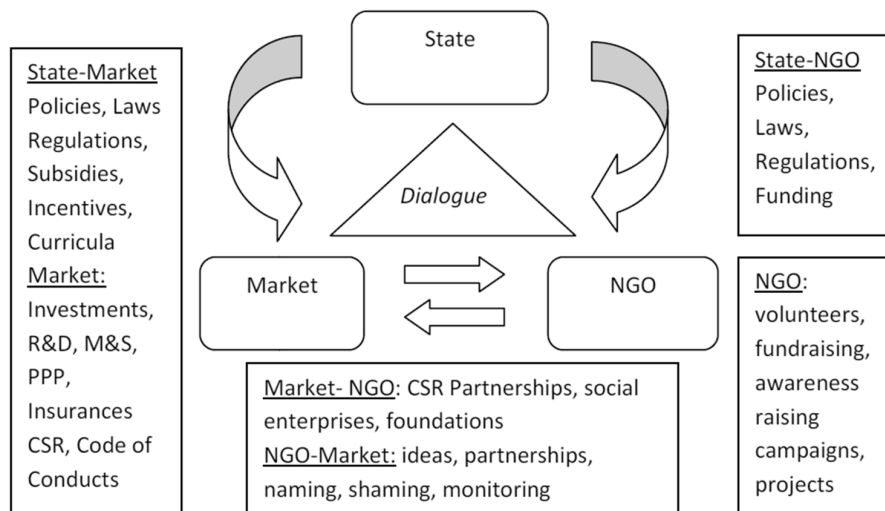 State
State-Market
Policies, Laws
Regulations,
Subsidies,
Incentives,
Curricula
Market:
Investments,
R&D, M&S,
PPP,
Insurances
CSR, Code of
Conducts
Dialogue
Market
NGO
State-NGO
Policies,
Laws,
Regulations,
Funding
NGO:
volunteers,
fundraising,
awareness
raising
campaigns,
projects
Market- NGO: CSR Partnerships, social
enterprises, foundations
NGO-Market: ideas, partnerships,
naming, shaming, monitoring